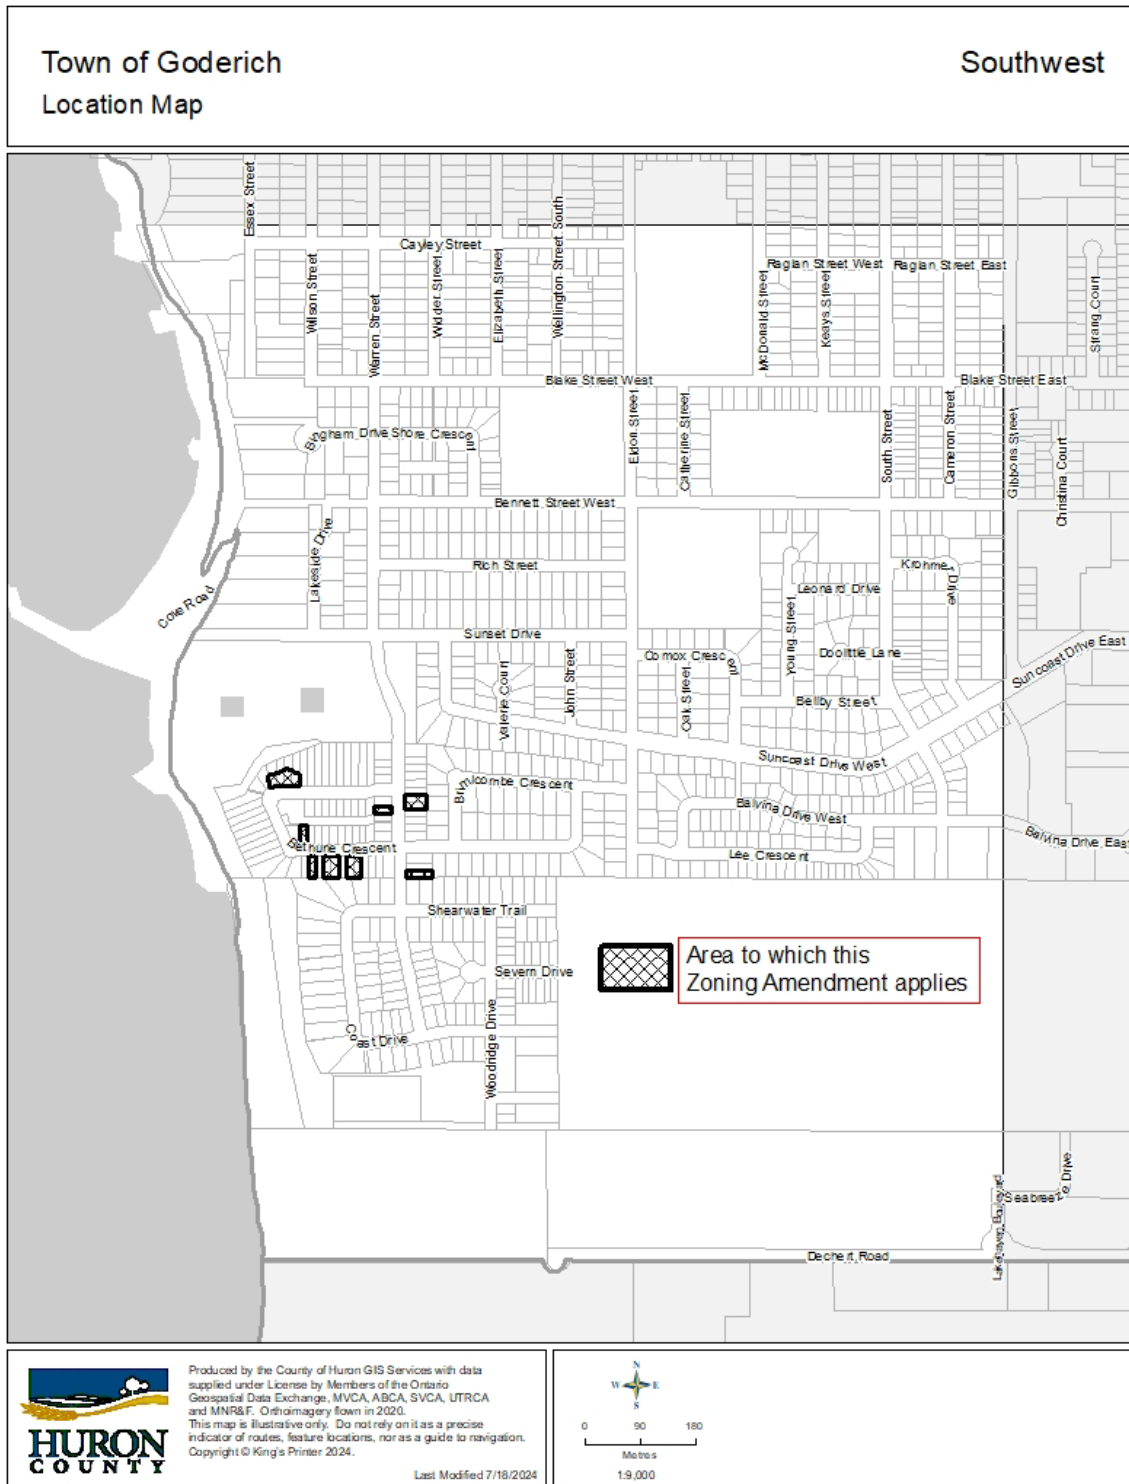 Town of Goderich
Southwest
Location Map
Essex Street
Cayley Street
Wilson Street
Warren Street
Widder Street
Elizabeth Street
Wellington Street South
McDonald Street
Raglan Street West
Keays Street
Raglan Street East
Strang Court
Blake Street West
Blake Street East
Bingham Drive
Shore Crescent
Eldon Street
Catherine Street
South Street
Cameron Street
Gibbons Street
Christina Court
Bennett Street West
Lakeside Drive
Rich Street
Cove Road
Leonard Drive
Krohmer Drive
Young Street
Doolittle Lane
Sunset Drive
Valerie Court
John Street
Comox Crescent
Oak Street
Bellby Street
Suncoast Drive East
Suncoast Drive West
Brimicombe Crescent
Balvina Drive West
Balvina Drive East
Bethune Crescent
Lee Crescent
Shearwater Trail
Severn Drive
Coast Drive
Woodridge Drive
Area to which this
Zoning Amendment applies
Seabreeze Drive
Lakehaven Boulevard
Dechert Road
HURON
COUNTY
Produced by the County of Huron GIS Services with data
supplied under License by Members of the Ontario
Geospatial Data Exchange, MVCA, ABCA, SVCA, UTRCA
and MNR&F. Orthoimagery flown in 2020.
This map is illustrative only. Do not rely on it as a precise
indicator of routes, feature locations, nor as a guide to navigation.
Copyright © King's Printer 2024.
Last Modified 7/18/2024
N
W E
S
0 90 180
Metres
1:9,000